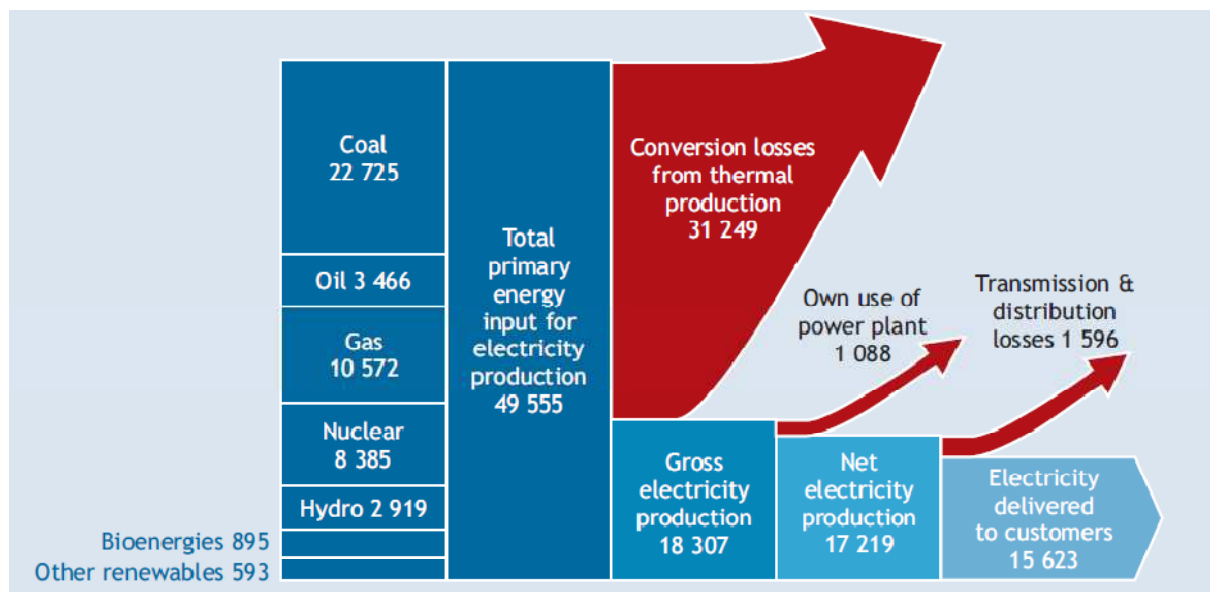 Coal
22 725
Oil 3 466
Gas
10 572
Nuclear
8 385
Hydro 2 919
Bioenergies 895
Other renewables 593
Total
primary
energy
input for
electricity
production
49 555
Conversion losses
from thermal
production
31 249
Own use of
power plant
1 088
Transmission &
distribution
losses 1 596
Gross
electricity
production
18 307
Net
electricity
production
17 219
Electricity
delivered
to customers
15 623